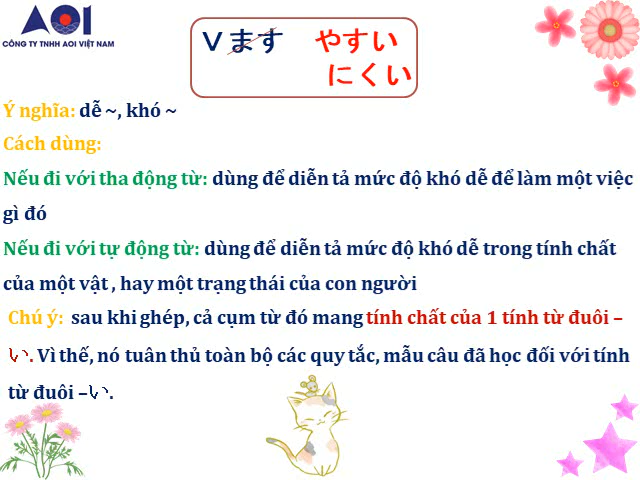 AOI
CÔNG TY TNHH AOI VIỆT NAM
V ます やすい
にくい
Ý nghĩa: dễ ~, khó ~
Cách dùng:
Nếu đi với tha động từ: dùng để diễn tả mức độ khó dễ để làm một việc
gì đó
Nếu đi với tự động từ: dùng để diễn tả mức độ khó dễ trong tính chất
của một vật , hay một trạng thái của con người
Chú ý: sau khi ghép, cả cụm từ đó mang tính chất của 1 tính từ đuôi –
い. Vì thế, nó tuân thủ toàn bộ các quy tắc, mẫu câu đã học đối với tính
từ đuôi –い.